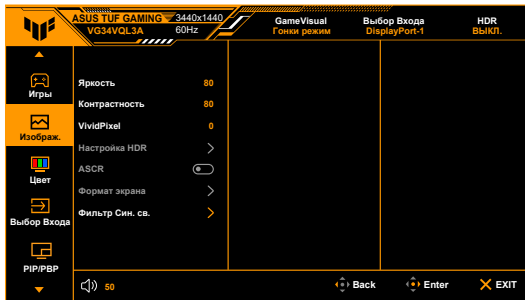 ASUS TUF GAMING 3440x1440 GameVisual Выбор Входа HDR
VG34VQL3A 60Hz Гонки режим DisplayPort-1 ВЫКЛ.
Игры
Изображ.
Цвет
Выбор Входа
PIP/PBP
Яркость 80
Контрастность 80
VividPixel 0
Настройка HDR
ASCR
Формат экрана
Фильтр Син. св.
50 Back Enter EXIT